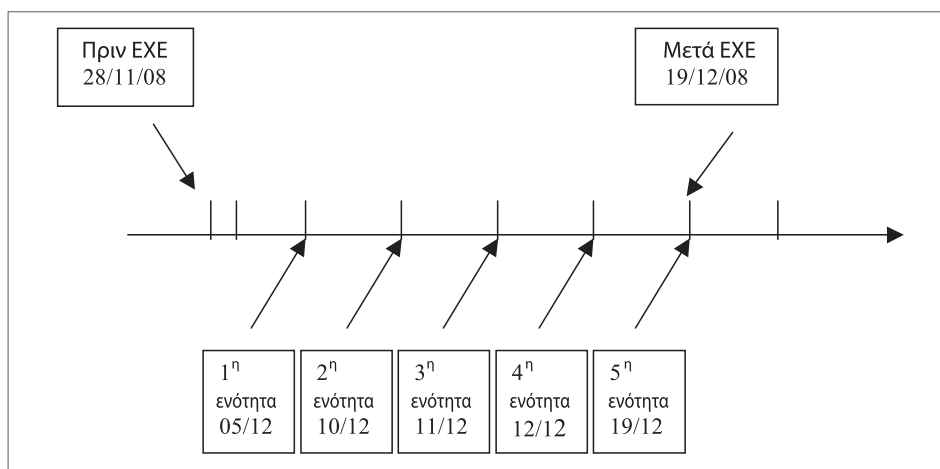 Πριν ΕΧΕ
28/11/08
Μετά ΕΧΕ
19/12/08
1η
ενότητα
05/12
2η
ενότητα
10/12
3η
ενότητα
11/12
4η
ενότητα
12/12
5η
ενότητα
19/12